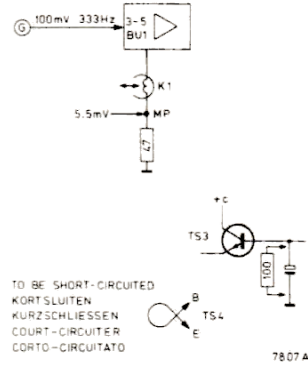 G 100mV 333Hz 3-5
BU1
K1
5.5mV MP
47
+c
TS3
100
TO BE SHORT-CIRCUITED
KORTSLUITEN
KURZSCHLIESSEN
COURT-CIRCUITER
CORTO-CIRCUITATO
B
TS4
E
7807A